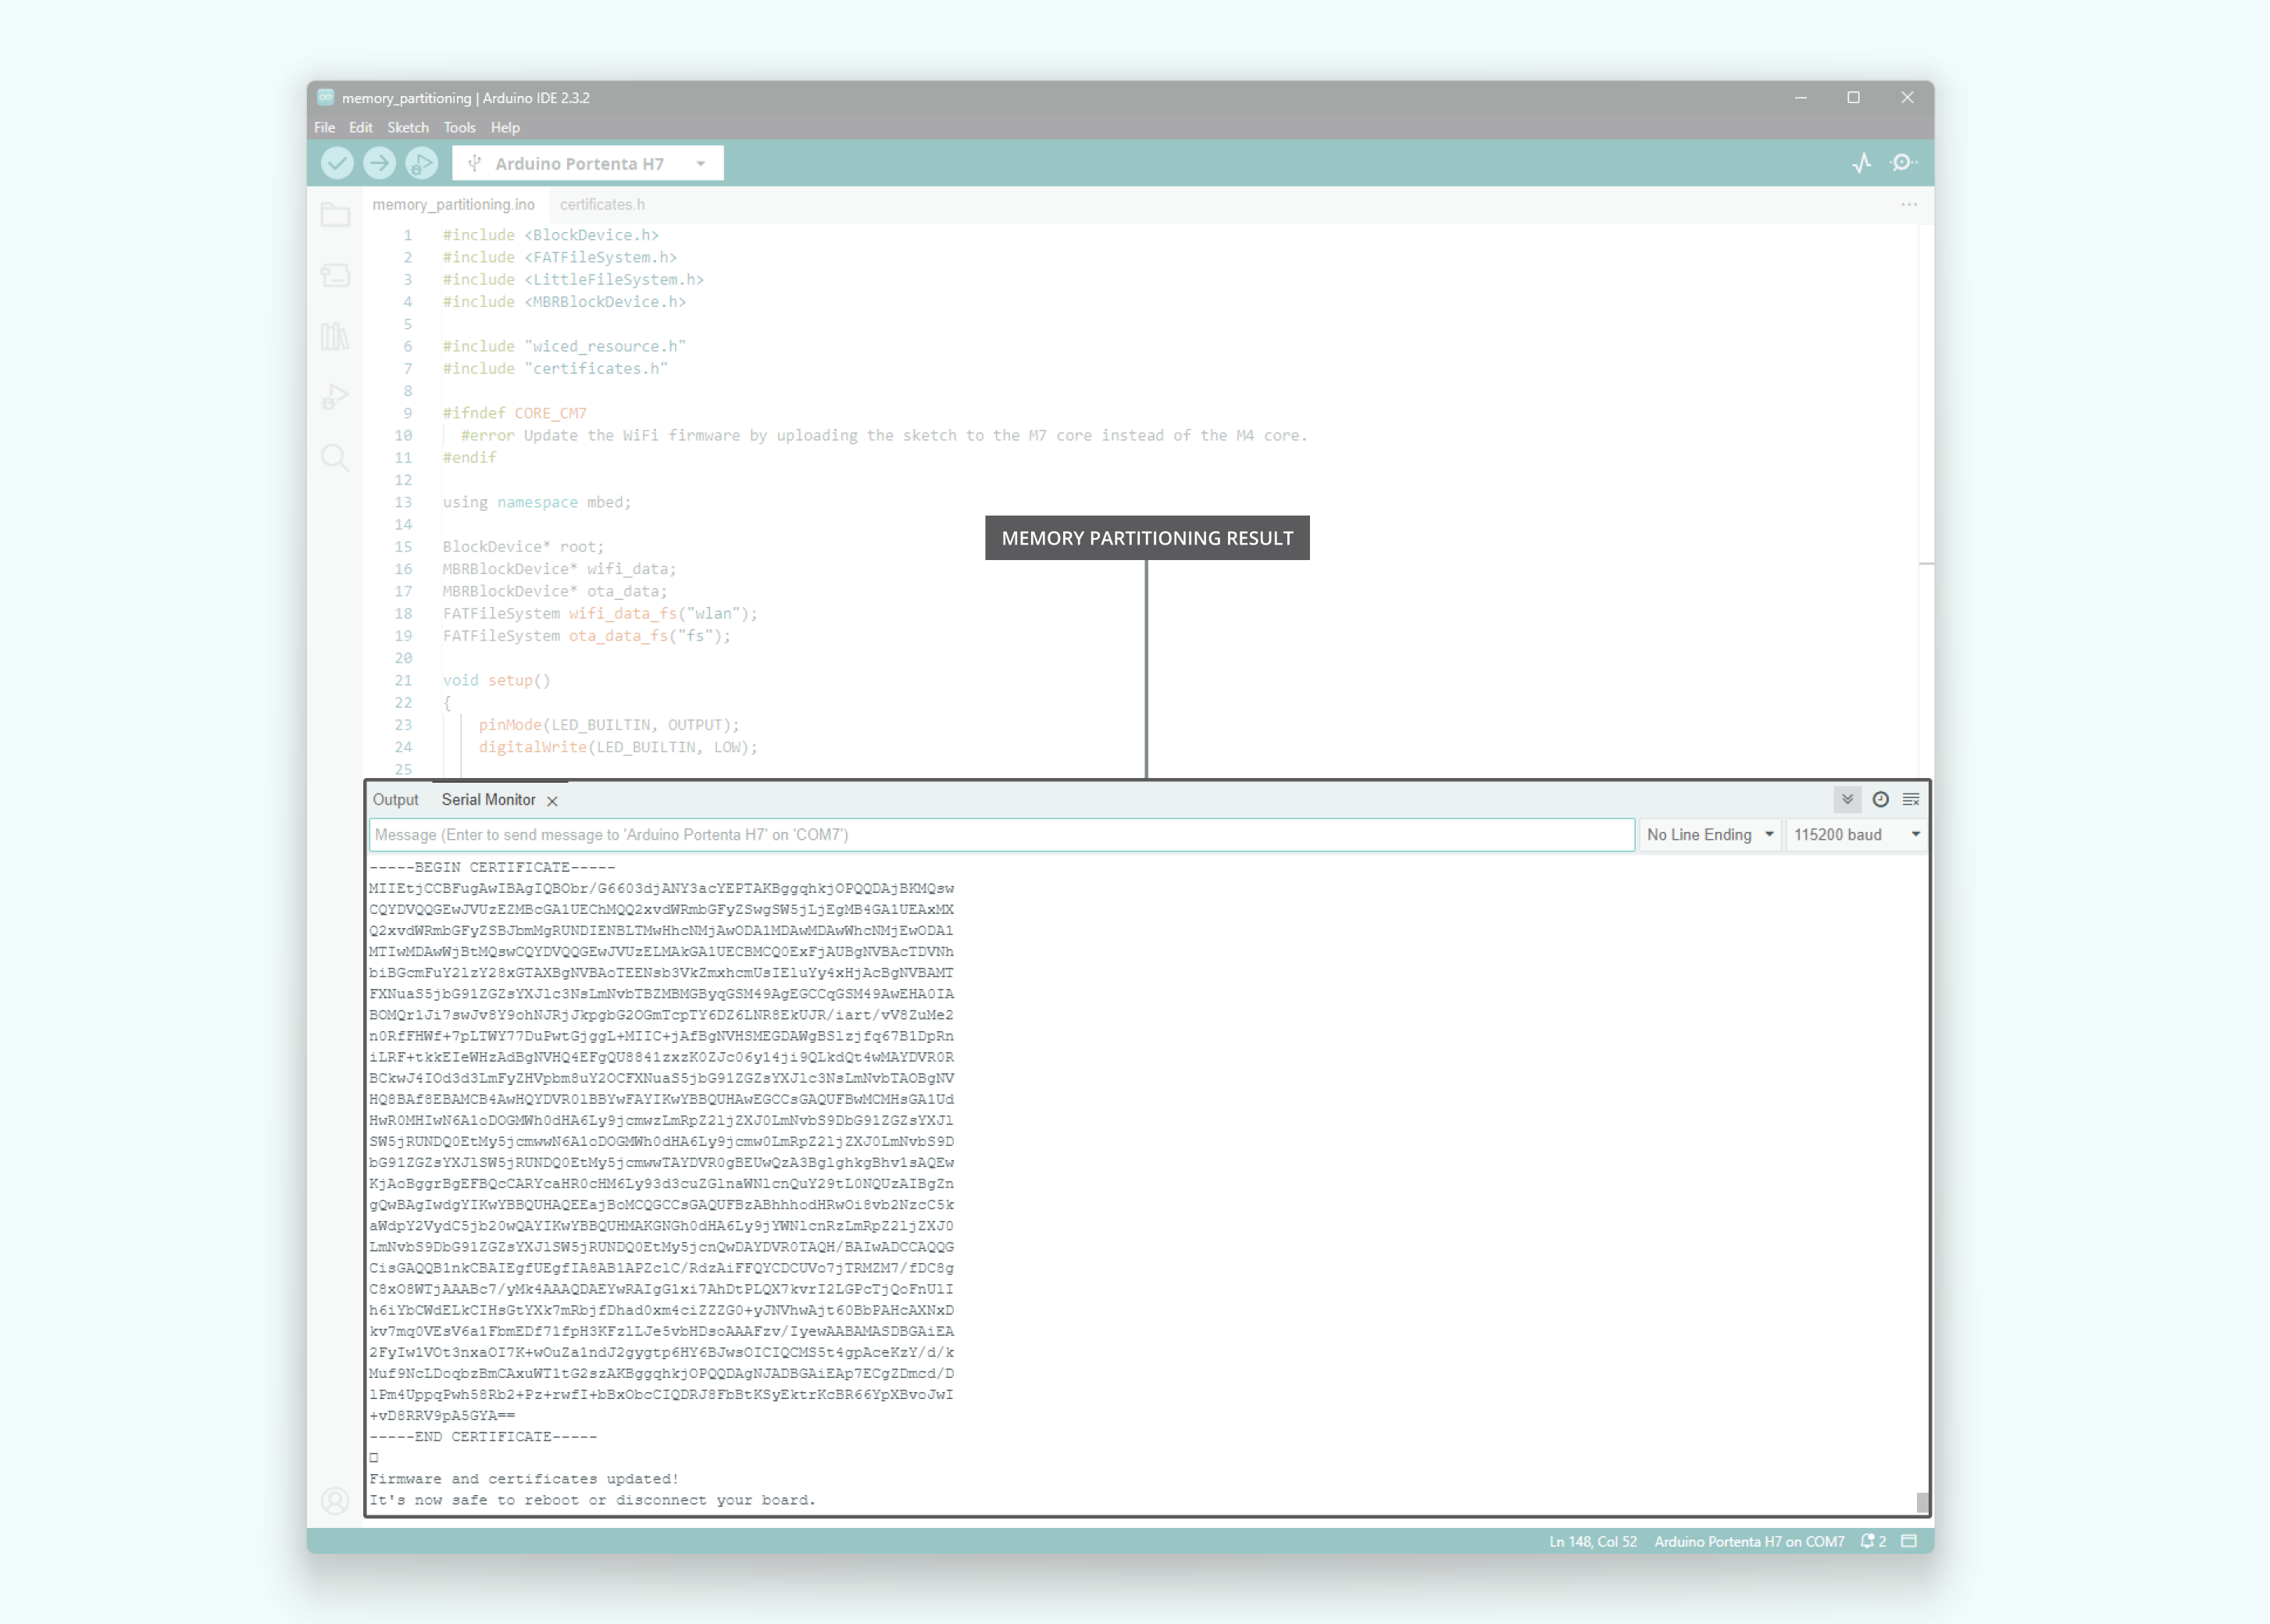 memory_partitioning | Arduino IDE 2.3.2
File Edit Sketch Tools Help
Arduino Portenta H7
memory_partitioning.ino certificates.h
1 #include <BlockDevice.h>
2 #include <FATFileSystem.h>
3 #include <LittleFileSystem.h>
4 #include <MBRBlockDevice.h>
5
6 #include "wiced_resource.h"
7 #include "certificates.h"
8
9 #ifndef CORE_CM7
10 #error Update the WiFi firmware by uploading the sketch to the M7 core instead of the M4 core.
11 #endif
12
13 using namespace mbed;
14
15 BlockDevice* root;
16 MBRBlockDevice* wifi_data;
17 MBRBlockDevice* ota_data;
18 FATFileSystem wifi_data_fs("wlan");
19 FATFileSystem ota_data_fs("fs");
20
21 void setup()
22 {
23 pinMode(LED_BUILTIN, OUTPUT);
24 digitalWrite(LED_BUILTIN, LOW);
25
MEMORY PARTITIONING RESULT
Output Serial Monitor
Message (Enter to send message to 'Arduino Portenta H7' on 'COM7')
No Line Ending 115200 baud
-----BEGIN CERTIFICATE-----
MIIEtjCCBFugAwIBAgIQBObr/G6603djANY3acYEPTAKBggqhkjOPQQDAjBKMQsw
CQYDVQQGEwJVUzEZMBcGA1UEChMQQ2xvdWRmbGFyZSwgSW5jLjEgMB4GA1UEAxMX
Q2xvdWRmbGFyZSBJbmMgRUNDIENBLTMwHhcNMjAwODA1MDAwMDAwWhcNMjEwODA1
MTIwMDAwWjBtMQswCQYDVQQGEwJVUzELMAkGA1UECBMCQ0ExFjAUBgNVBAcTDVNh
biBGcmFuY2lzY28xGTAXBgNVBAoTEENsb3VkZmxhcmUsIEluYy4xHjAcBgNVBAMT
FXNuaS5jbG91ZGZsYXJlc3NsLmNvbTBZMBMGByqGSM49AgEGCCqGSM49AwEHA0IA
BOMQr1Ji7swJv8Y9ohNJRjJkpgbG2OGmTcpTY6DZ6LNR8EkUJR/iart/vV8ZuMe2
n0RfFHWf+7pLTWY77DuPwtGjggL+MIIC+jAfBgNVHSMEGDAWgBSlzjfq67B1DpRn
iLRF+tkkEIeWHzAdBgNVHQ4EFgQU8841zxzK0ZJc06y14ji9QLkdQt4wMAYDVR0R
BCkwJ4IOd3d3LmFyZHVpbm8uY2OCFXNuaS5jbG91ZGZsYXJlc3NsLmNvbTAOBgNV
HQ8BAf8EBAMCB4AwHQYDVR0lBBYwFAYIKwYBBQUHAwEGCCsGAQUFBwMCMHsGA1Ud
HwR0MHIwN6A1oDOGMWh0dHA6Ly9jcmwzLmRpZ2ljZXJ0LmNvbS9DbG91ZGZsYXJl
SW5jRUNDQ0EtMy5jcmwwN6A1oDOGMWh0dHA6Ly9jcmw0LmRpZ2ljZXJ0LmNvbS9D
bG91ZGZsYXJlSW5jRUNDQ0EtMy5jcmwwTAYDVR0gBEUwQzA3BglghkgBhv1sAQEw
KjAoBggrBgEFBQcCARYcaHR0cHM6Ly93d3cuZGlnaWNlcnQuY29tL0NQUzAIBgZn
gQwBAgIwdgYIKwYBBQUHAQEEajBoMCQGCCsGAQUFBzABhhhodHRwOi8vb2NzcC5k
aWdpY2VydC5jb20wQAYIKwYBBQUHMAKGNGh0dHA6Ly9jYWNlcnRzLmRpZ2ljZXJ0
LmNvbS9DbG91ZGZsYXJlSW5jRUNDQ0EtMy5jcnQwDAYDVR0TAQH/BAIwADCCAQQG
CisGAQQB1nkCBAIEgfUEgfIA8AB1APZclC/RdzAiFFQYCDCUVo7jTRMZM7/fDC8g
C8xO8WTjAAABc7/yMk4AAAQDAEYwRAIgG1xi7AhDtPLQX7kvrI2LGPcTjQoFnUlI
h6iYbCWdELkCIHsGtYXk7mRbjfDhad0xm4ciZZZG0+yJNVhwAjt60BbPAHcAXNxD
kv7mq0VEsV6a1FbmEDf71fpH3KFzlLJe5vbHDsoAAAFzv/IyewAABAMASDBGAiEA
2FyIw1VOt3nxaOI7K+wOuZa1ndJ2gygtp6HY6BJwsOICIQCMS5t4gpAceKzY/d/k
Muf9NcLDoqbzBmCAxuWT1tG2szAKBggqhkjOPQQDAgNJADBGAiEAp7ECgZDmcd/D
lPm4UppqPwh58Rb2+Pz+rwfI+bBxObcCIQDRJ8FbBtKSyEktrKcBR66YpXBvoJwI
+vD8RRV9pA5GYA==
-----END CERTIFICATE-----
Firmware and certificates updated!
It's now safe to reboot or disconnect your board.
Ln 148, Col 52 Arduino Portenta H7 on COM7 2